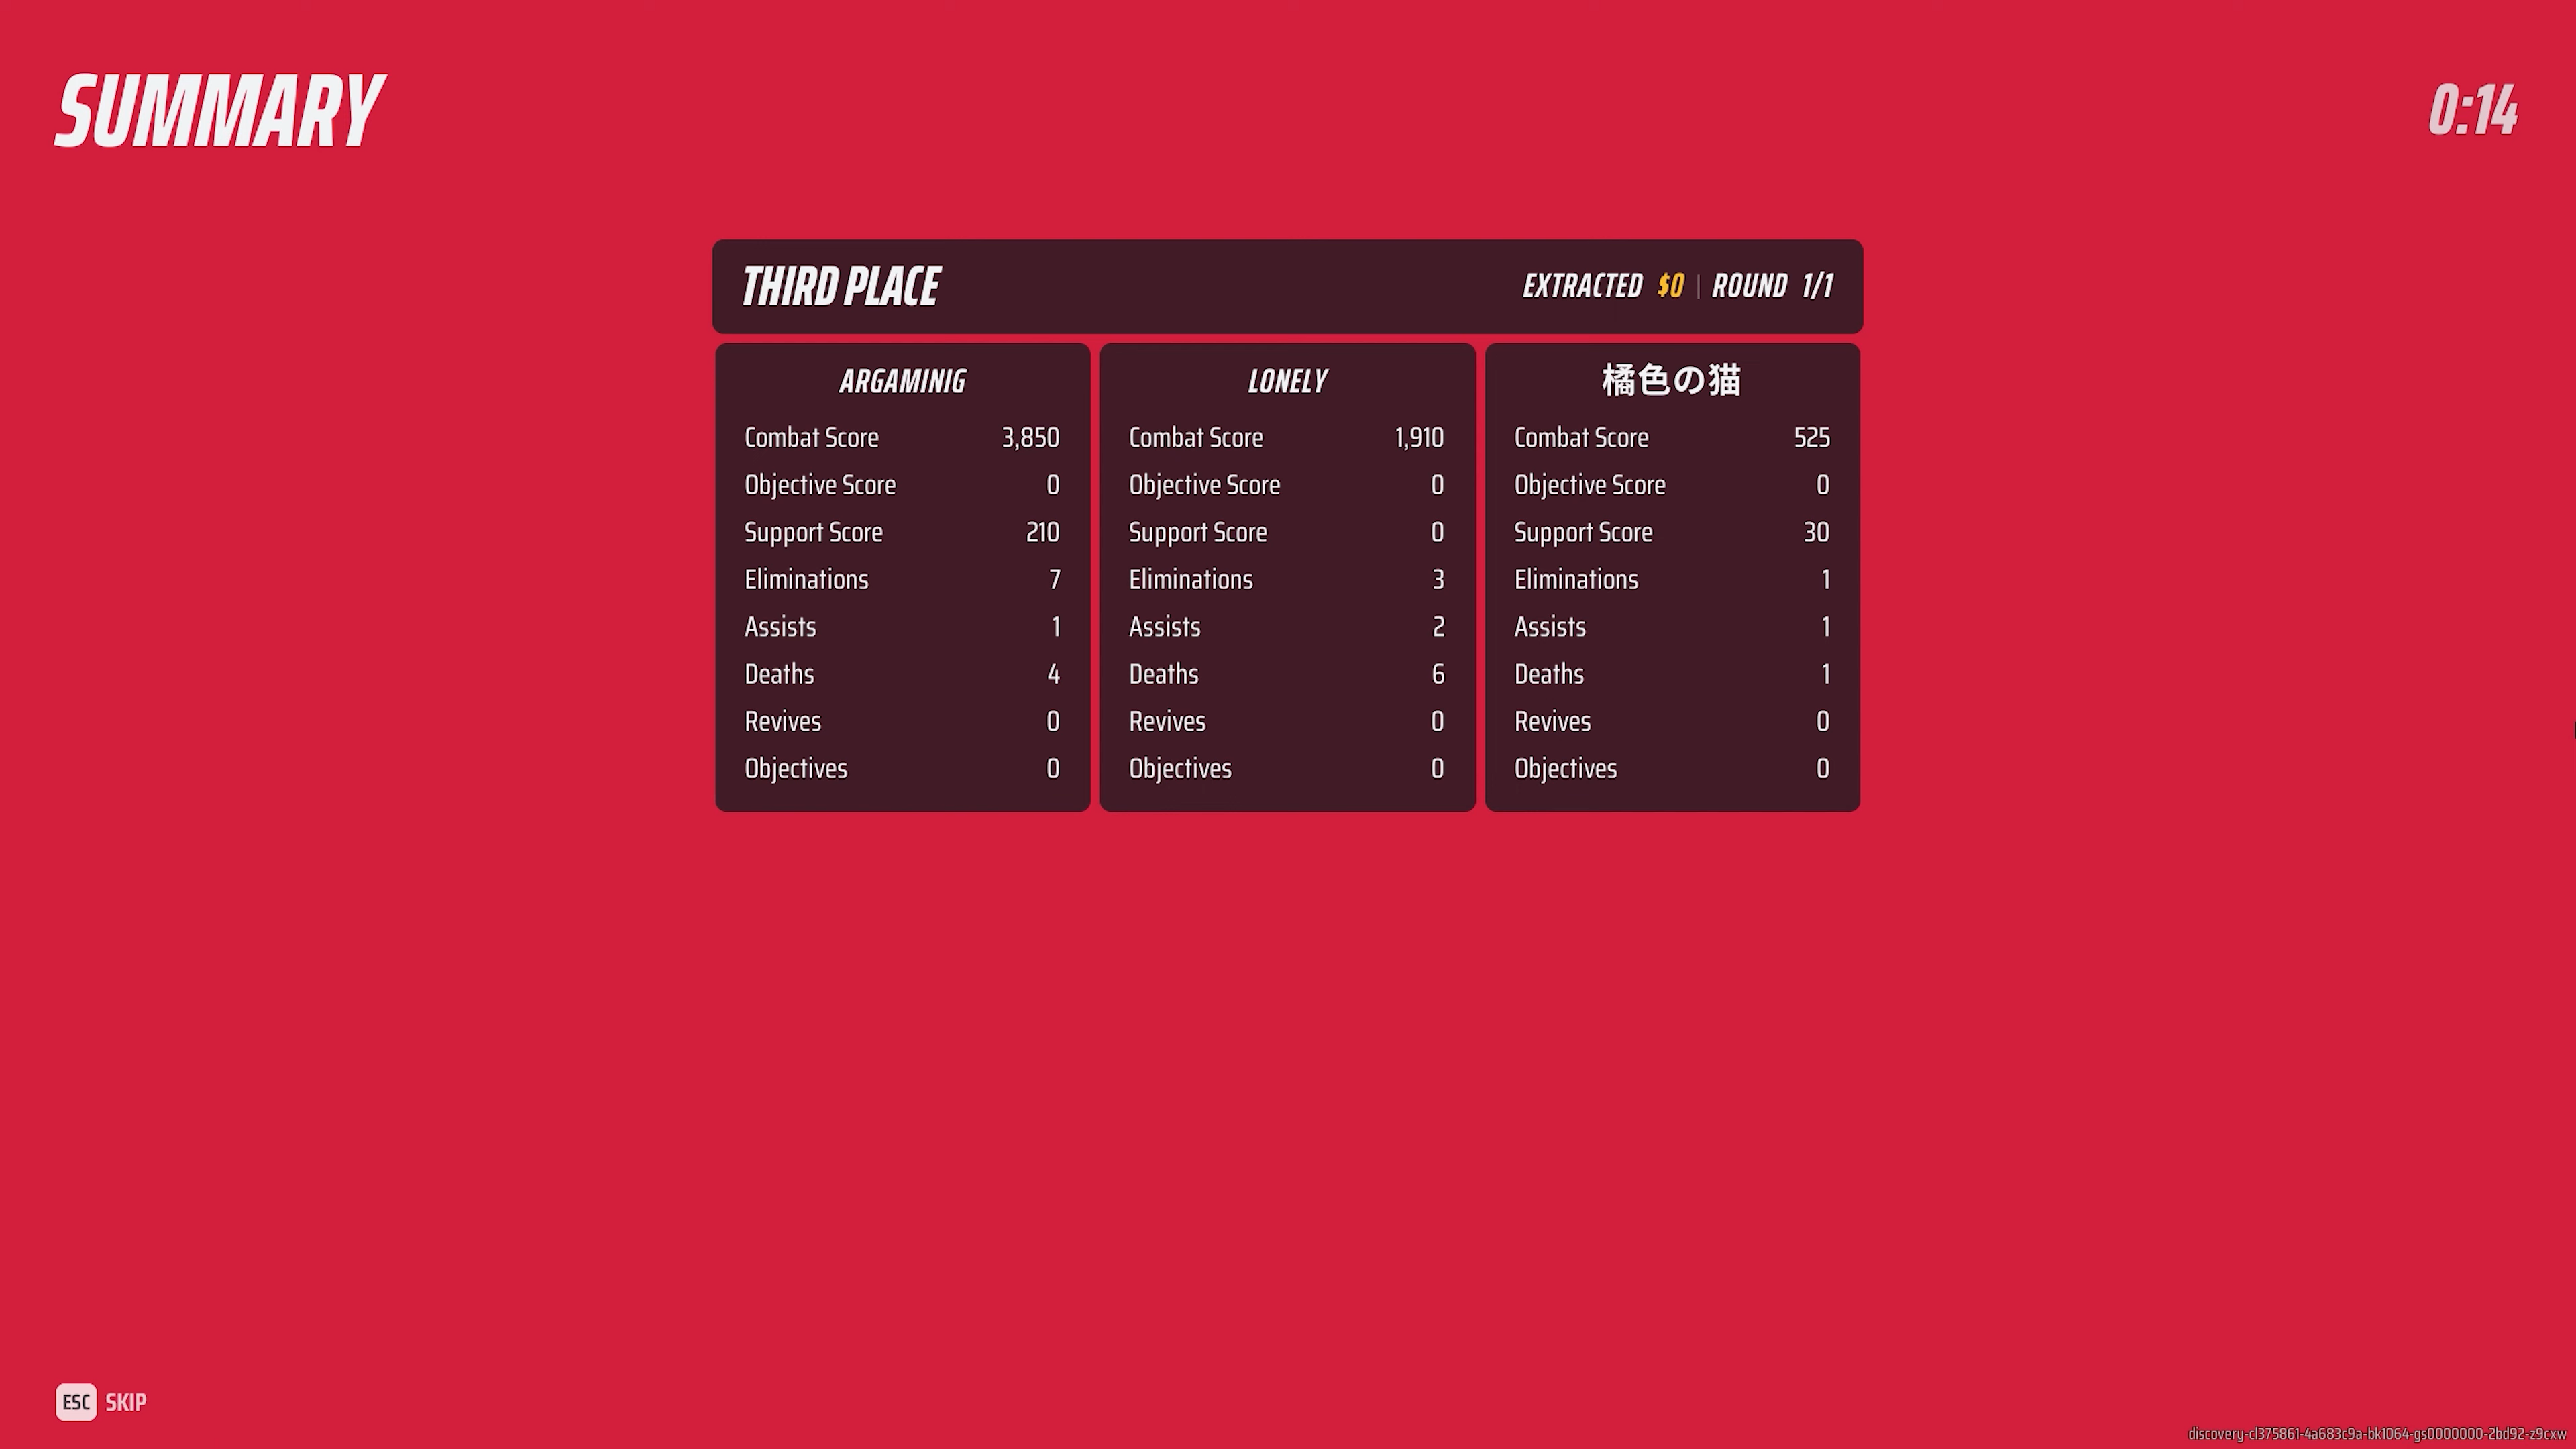 SUMMARY
0:14
THIRD PLACE
EXTRACTED $0 | ROUND 1/1
ARGAMINIG
Combat Score 3,850
Objective Score 0
Support Score 210
Eliminations 7
Assists 1
Deaths 4
Revives 0
Objectives 0
LONELY
Combat Score 1,910
Objective Score 0
Support Score 0
Eliminations 3
Assists 2
Deaths 6
Revives 0
Objectives 0
橘色の猫
Combat Score 525
Objective Score 0
Support Score 30
Eliminations 1
Assists 1
Deaths 1
Revives 0
Objectives 0
ESC SKIP
discovery-cl375861-4a683c9a-bk1064-gs0000000-2bd92-z9cxw